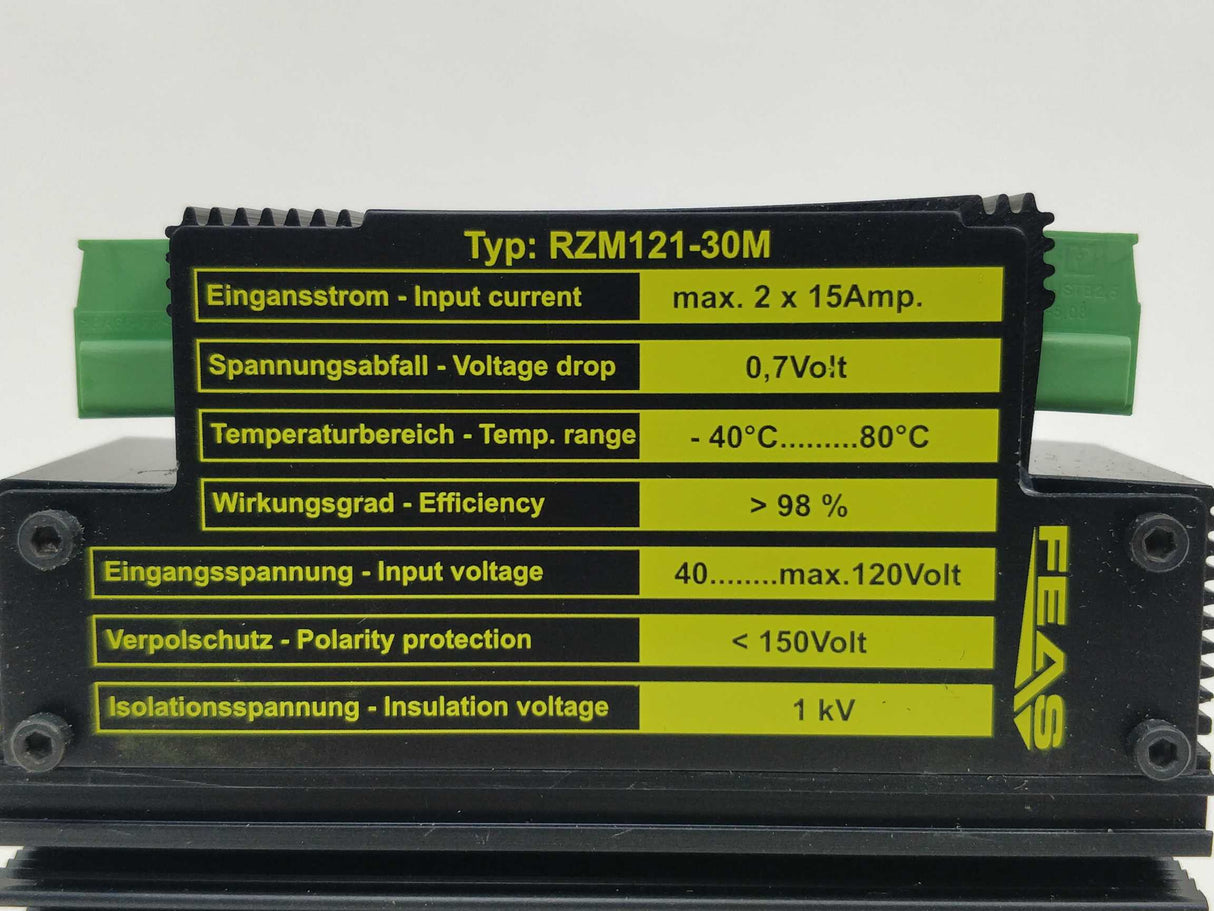 Typ: RZM121-30M
Eingansstrom - Input current max. 2 x 15Amp.
Spannungsabfall - Voltage drop 0,7Volt
Temperaturbereich - Temp. range - 40°C.........80°C
Wirkungsgrad - Efficiency > 98 %
Eingangsspannung - Input voltage 40........max.120Volt
Verpolschutz - Polarity protection < 150Volt
Isolationsspannung - Insulation voltage 1 kV
FEAS